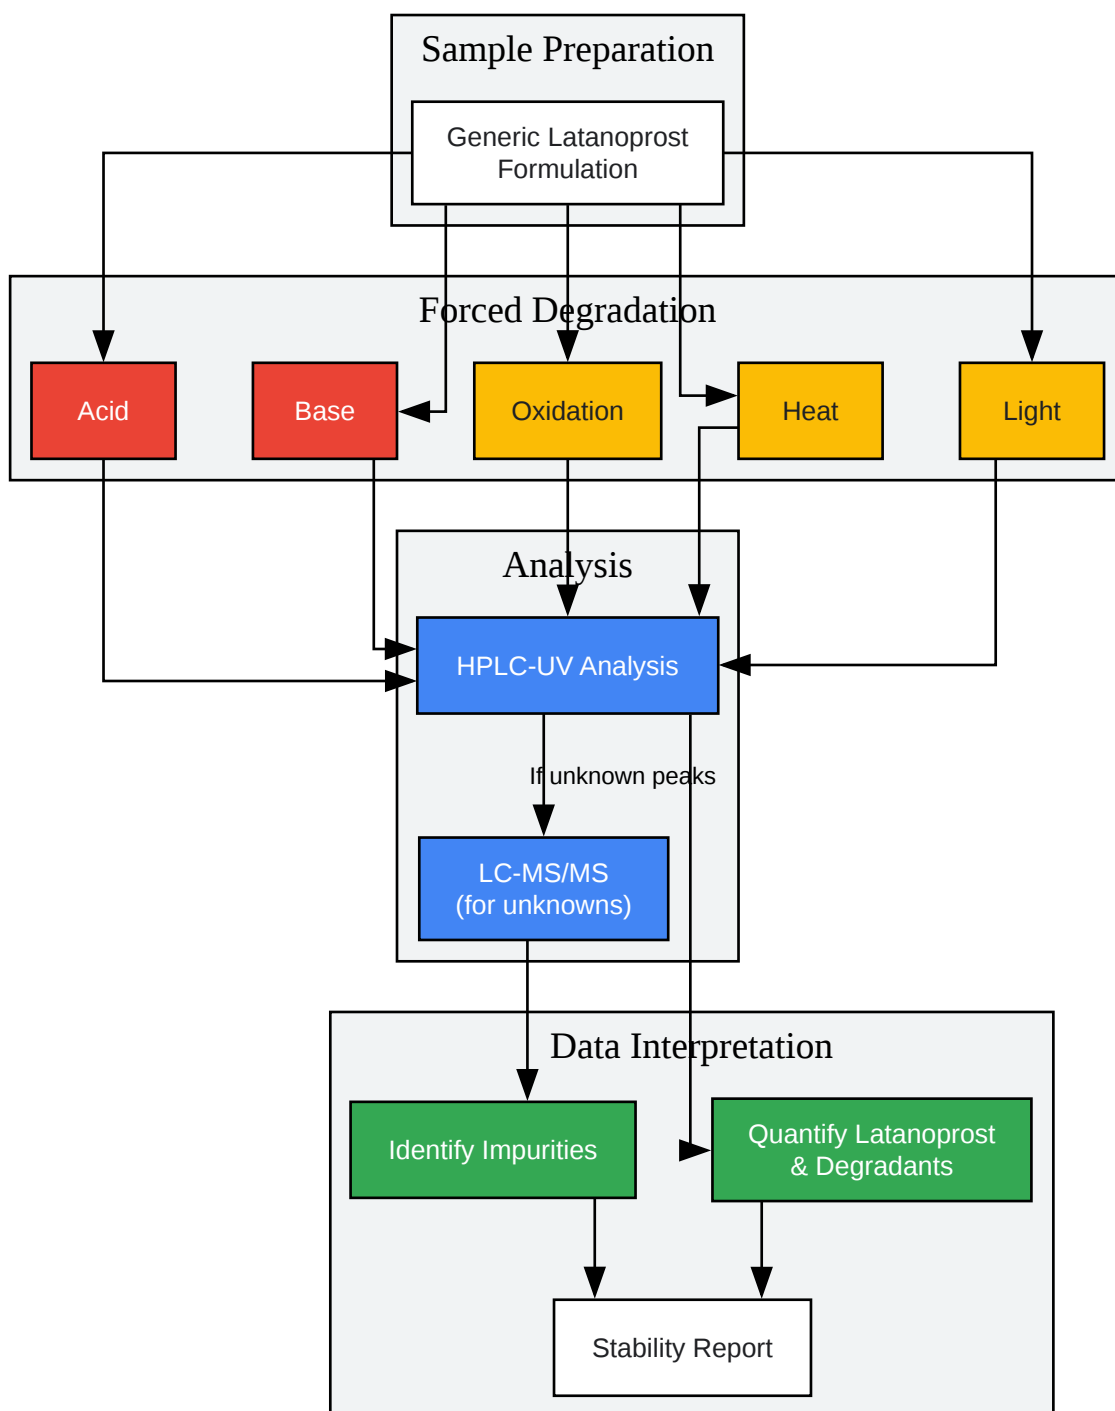 Sample Preparation
Generic Latanoprost
Formulation
Forced Degradation
Acid
Base
Oxidation
Heat
Light
Analysis
HPLC-UV Analysis
If unknown peaks
LC-MS/MS
(for unknowns)
Data Interpretation
Identify Impurities
Quantify Latanoprost
& Degradants
Stability Report